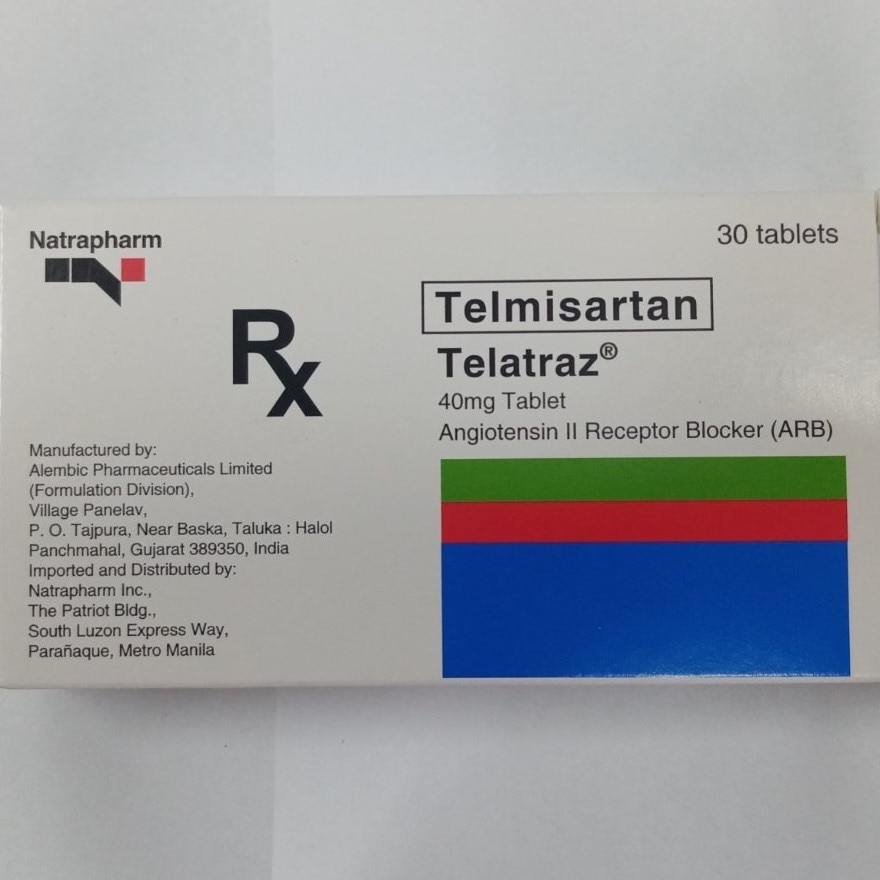 Natrapharm
30 tablets
Rx
Telmisartan
Telatraz®
40mg Tablet
Angiotensin II Receptor Blocker (ARB)
Manufactured by:
Alembic Pharmaceuticals Limited
(Formulation Division),
Village Panelav,
P. O. Tajpura, Near Baska, Taluka : Halol
Panchmahal, Gujarat 389350, India
Imported and Distributed by:
Natrapharm Inc.,
The Patriot Bldg.,
South Luzon Express Way,
Parañaque, Metro Manila